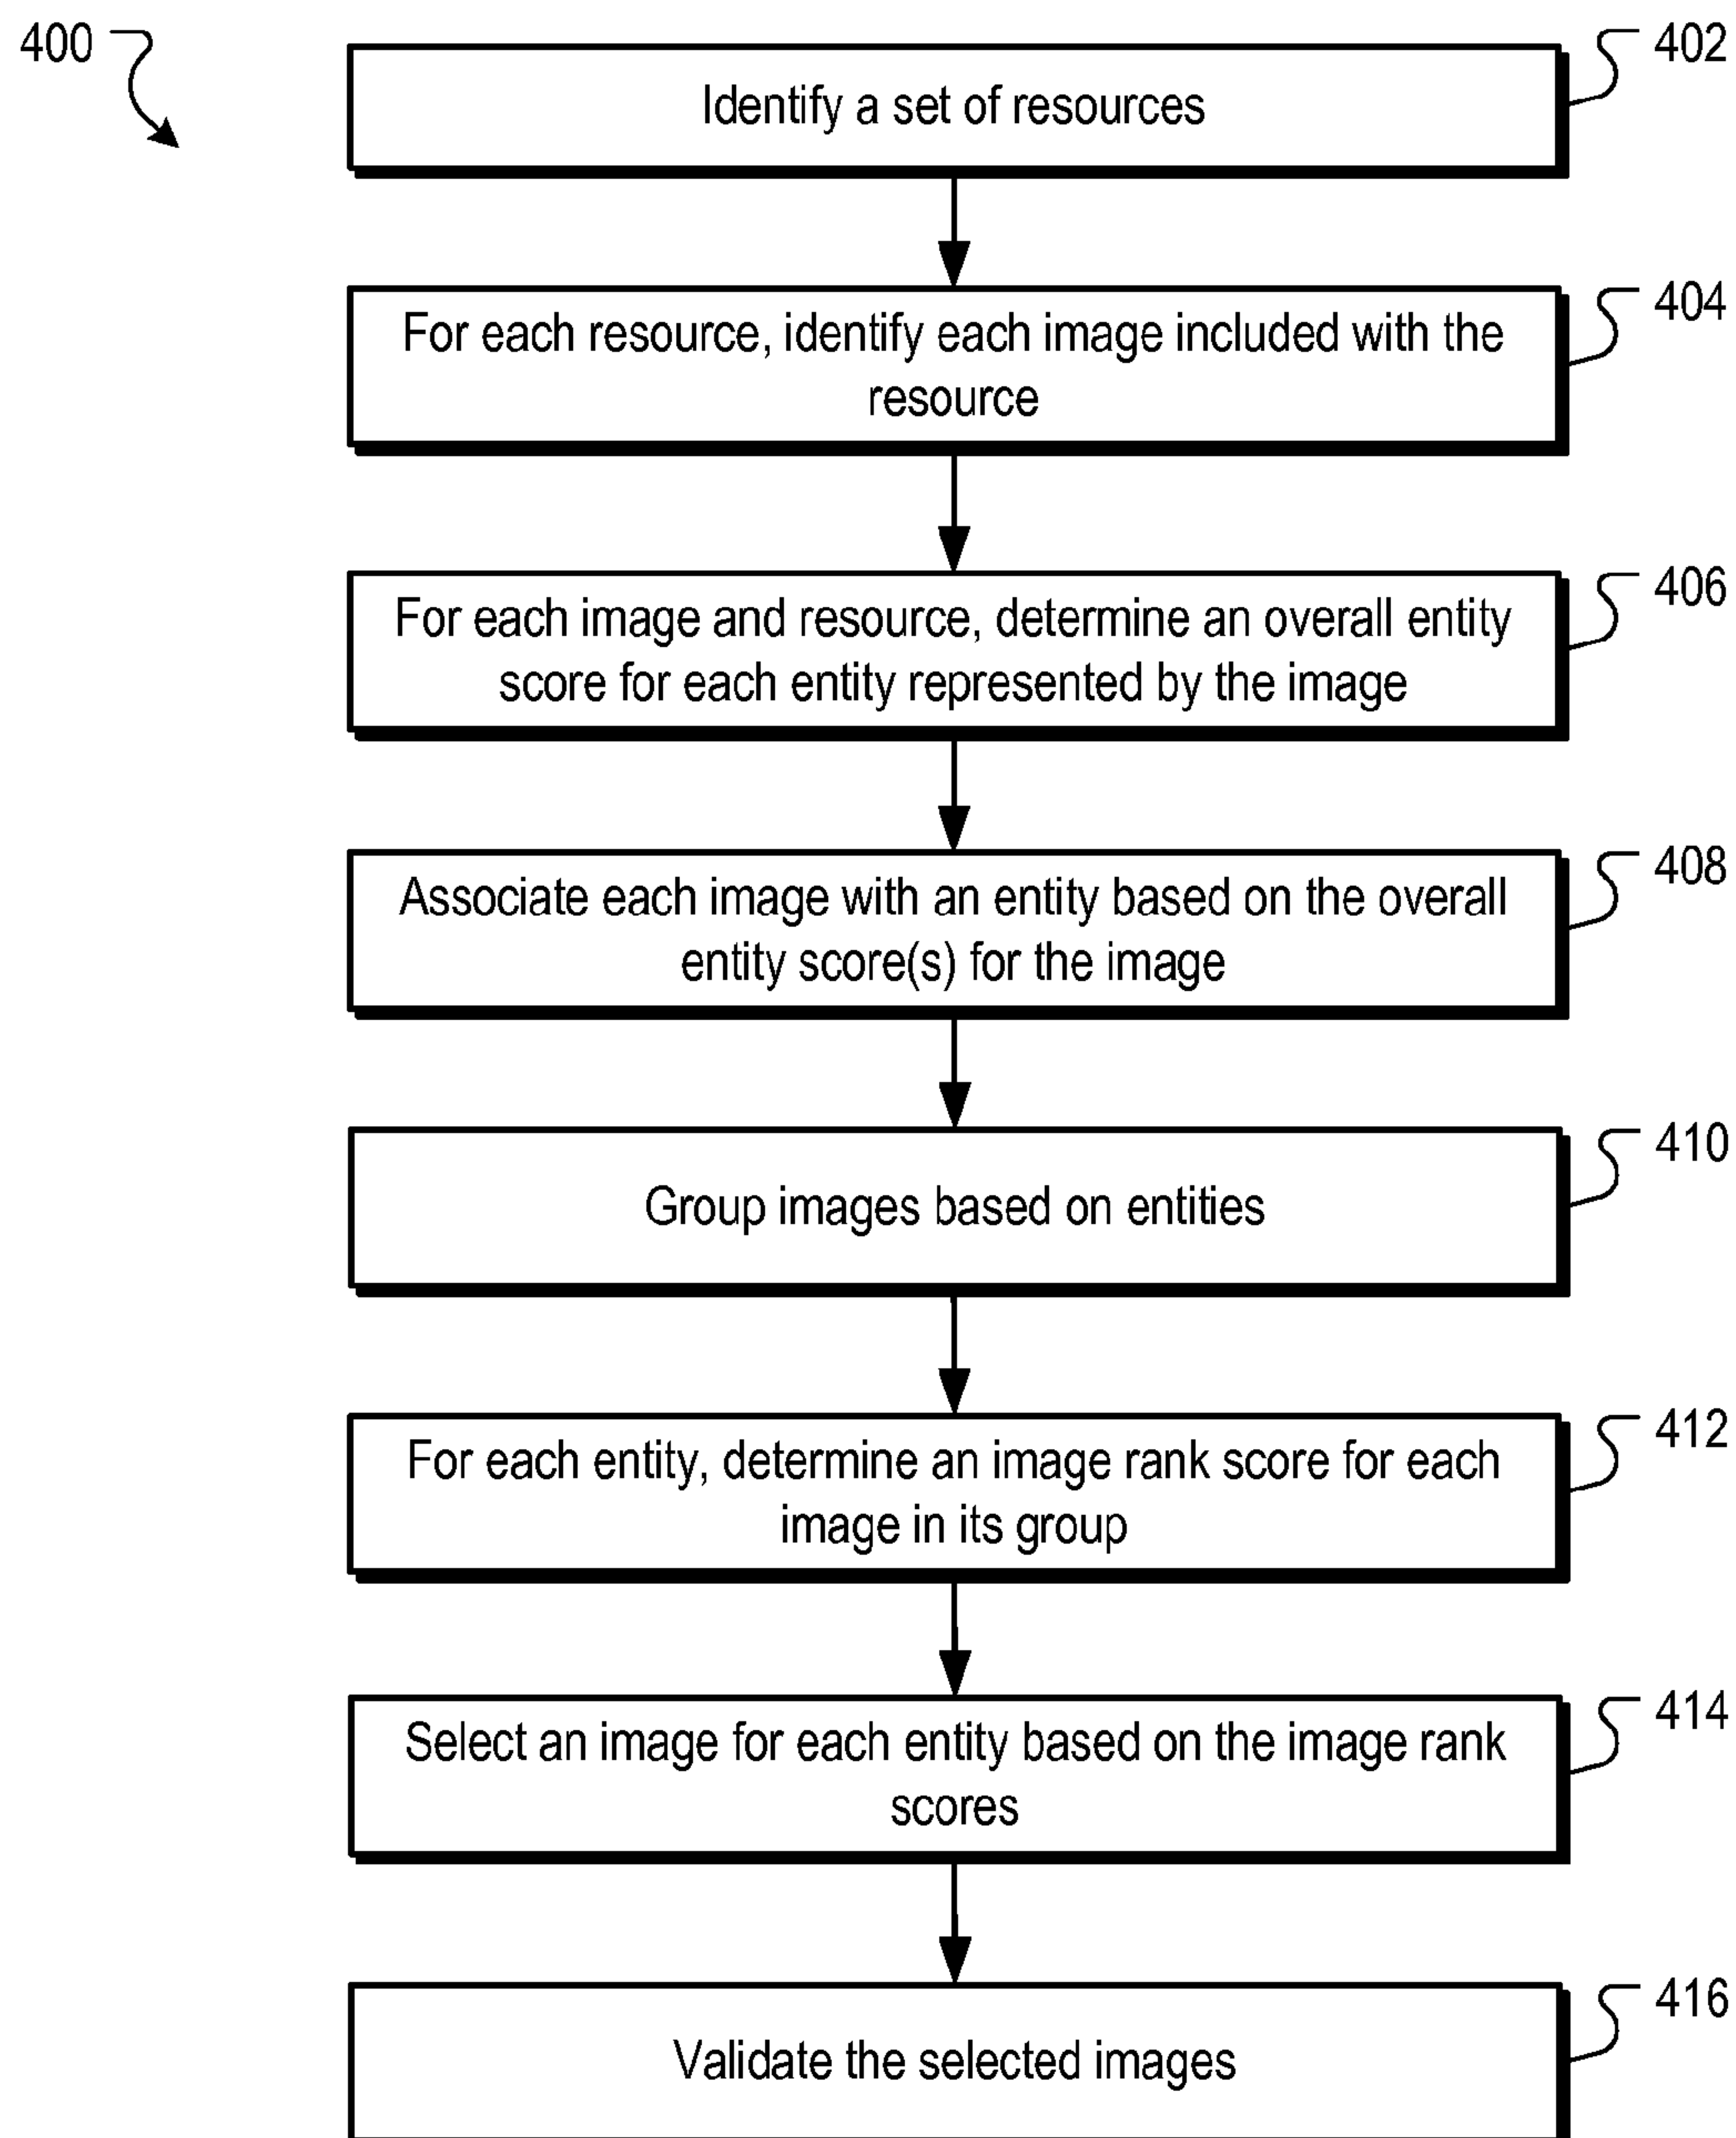 400
402
Identify a set of resources
404
For each resource, identify each image included with the
resource
406
For each image and resource, determine an overall entity
score for each entity represented by the image
408
Associate each image with an entity based on the overall
entity score(s) for the image
410
Group images based on entities
412
For each entity, determine an image rank score for each
image in its group
414
Select an image for each entity based on the image rank
scores
416
Validate the selected images